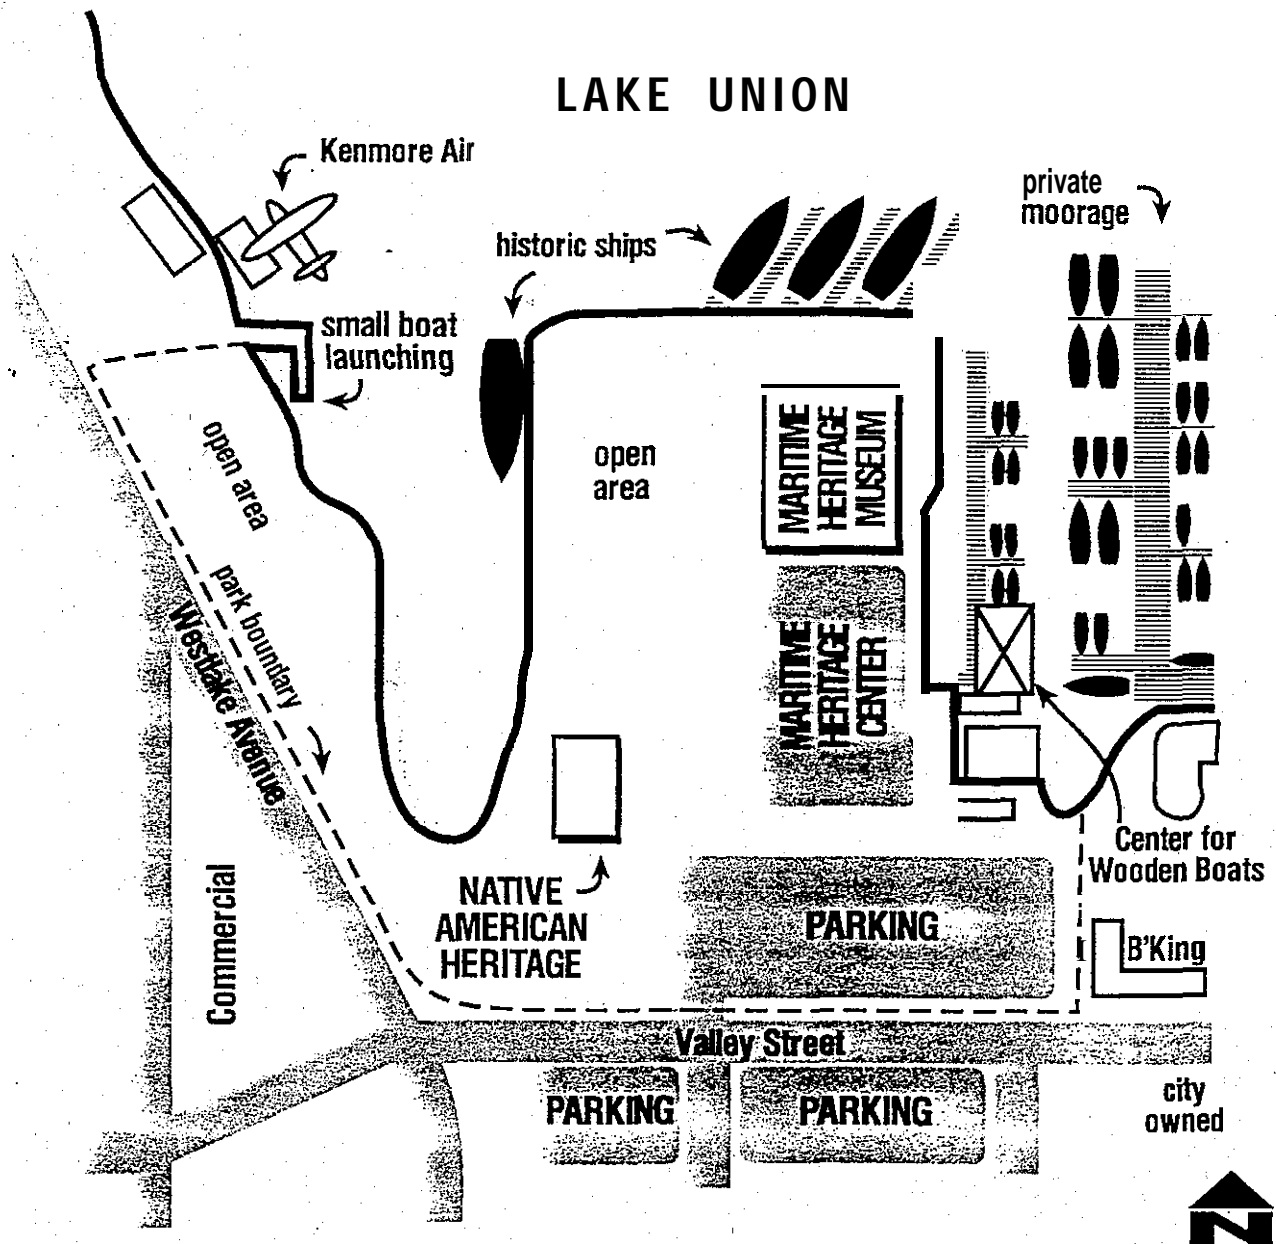 LAKE UNION
Kenmore Air
private
moorage
historic ships
small boat
launching
open area
open
area
MARITIME
HERITAGE
MUSEUM
park boundary
Westlake Avenue
MARITIME
HERITAGE
CENTER
Center for
Wooden Boats
Commercial
NATIVE
AMERICAN
HERITAGE
PARKING
B'King
Valley Street
PARKING
PARKING
city
owned
N